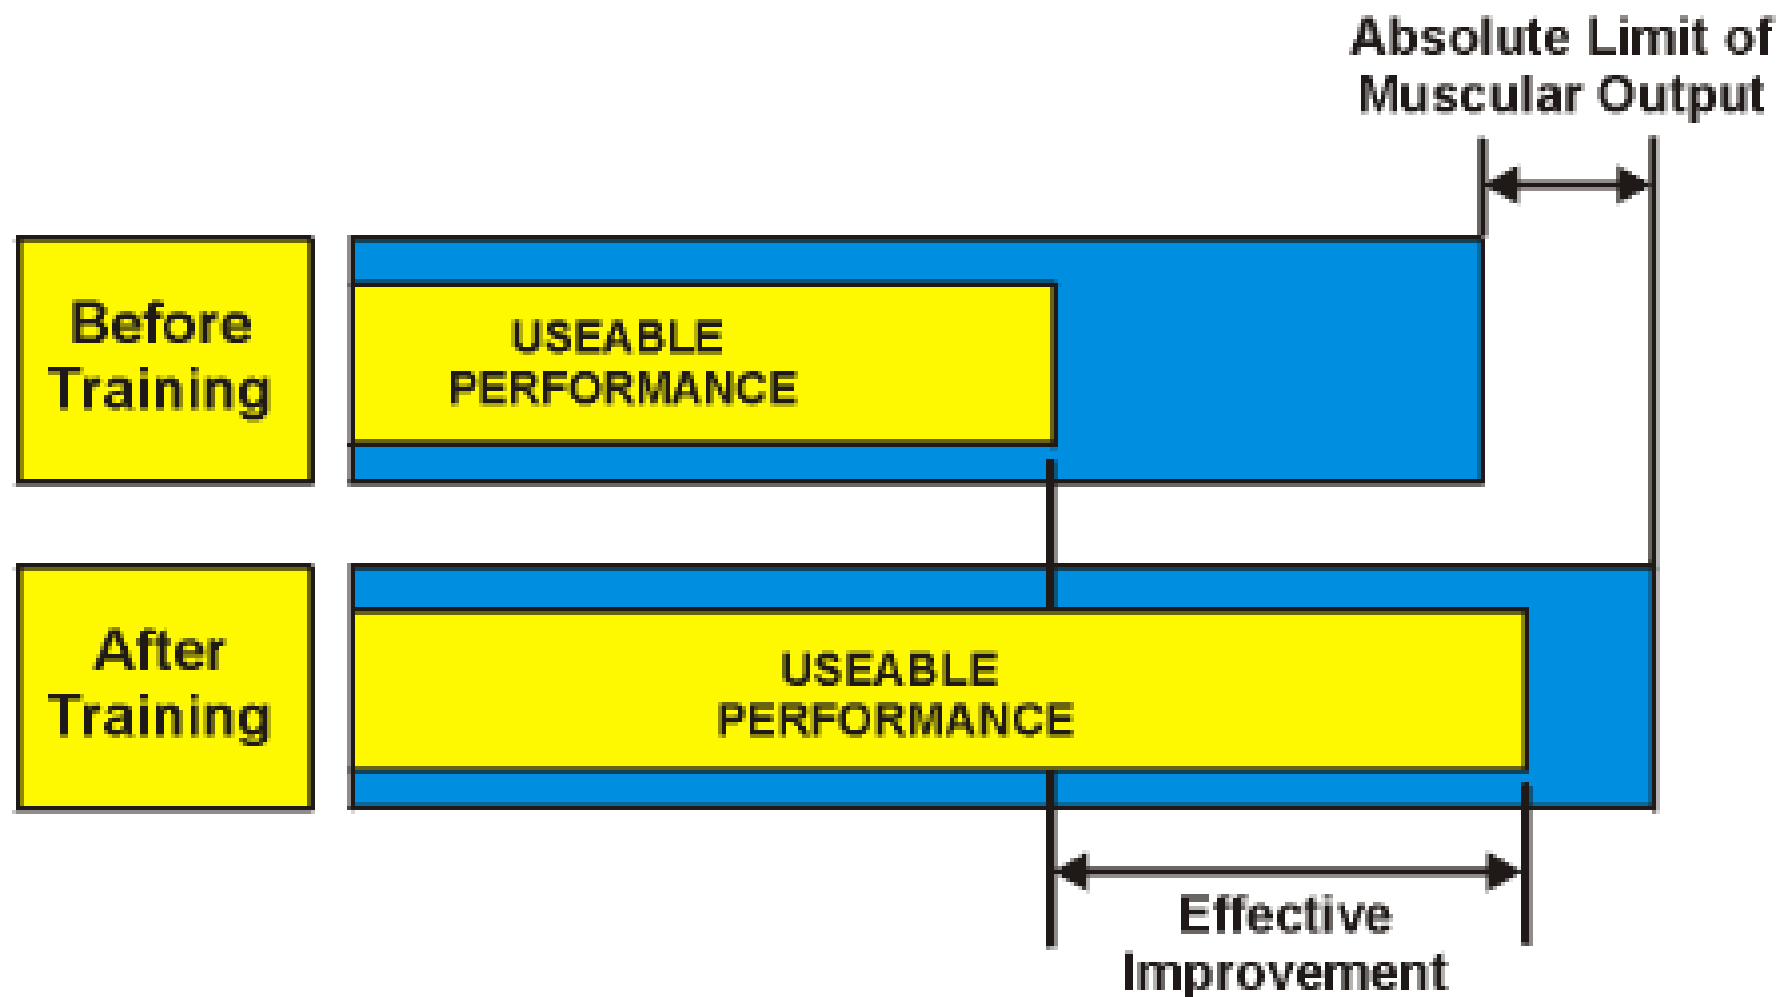 Absolute Limit of
Muscular Output
Before
Training
USEABLE
PERFORMANCE
After
Training
USEABLE
PERFORMANCE
Effective
Improvement